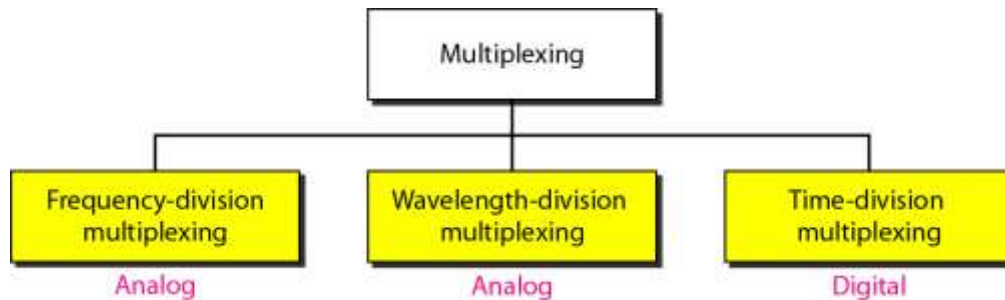 Multiplexing
Frequency-division
multiplexing
Wavelength-division
multiplexing
Time-division
multiplexing
Analog
Analog
Digital